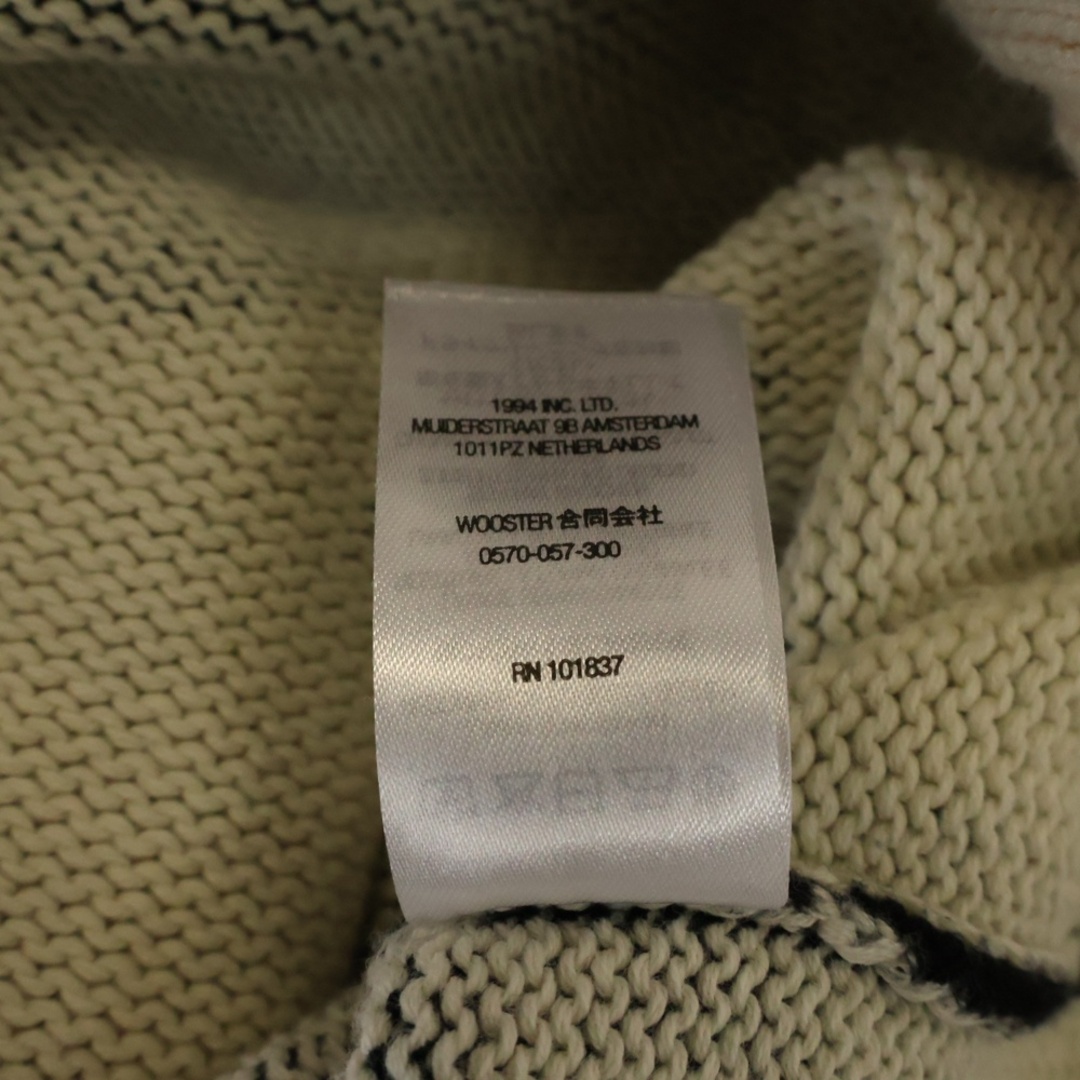 1994 INC. LTD.
MUIDERSTRAAT 9B AMSTERDAM
1011PZ NETHERLANDS
WOOSTER 合同会社
0570-057-300
RN 101837